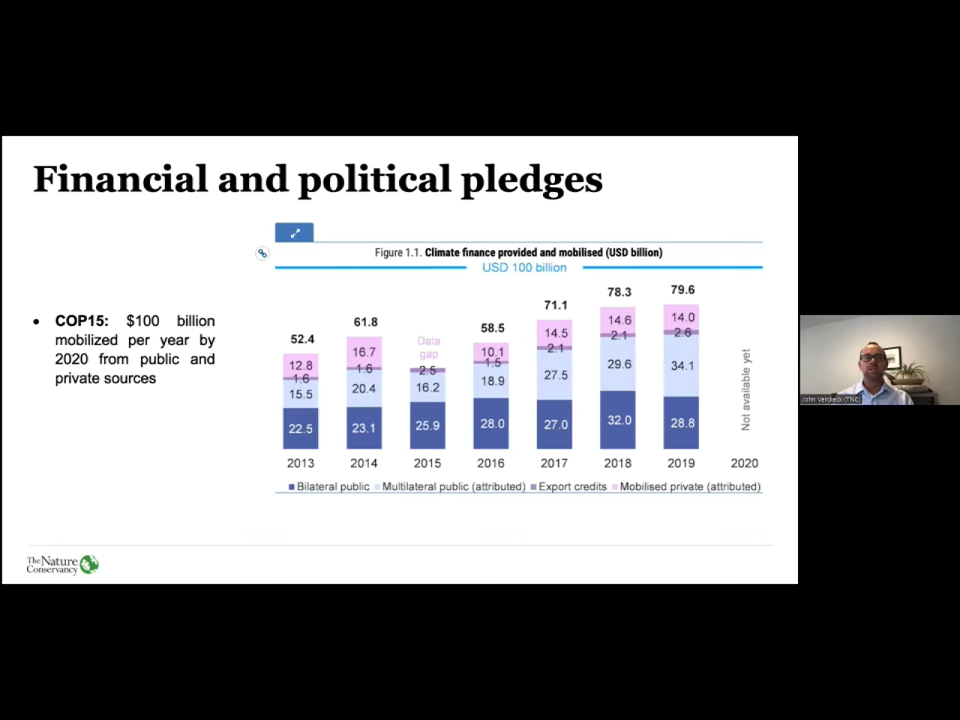 Financial and political pledges
Figure 1.1. Climate finance provided and mobilised (USD billion)
USD 100 billion
• COP15: $100 billion
mobilized per year by
2020 from public and
private sources
52.4
61.8
58.5
71.1
78.3
79.6
Data
gap
12.8
16.7
10.1
14.5
14.6
14.0
1.6
1.6
2.5
1.5
2.1
2.1
2.6
15.5
20.4
16.2
18.9
27.5
29.6
34.1
22.5
23.1
25.9
28.0
27.0
32.0
28.8
Not available yet
2013 2014 2015 2016 2017 2018 2019 2020
Bilateral public Multilateral public (attributed) Export credits Mobilised private (attributed)
The Nature
Conservancy
John Verdieck (TNC)